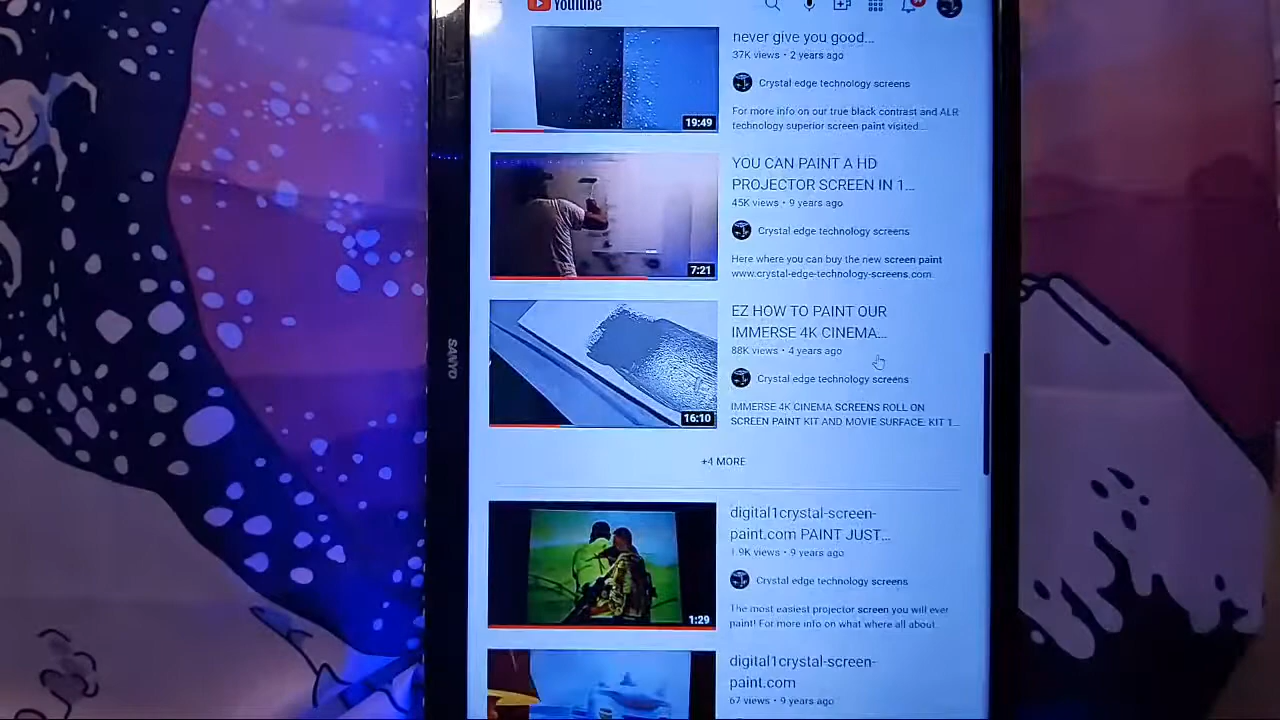 YouTube
never give you good...
37K views • 2 years ago
Crystal edge technology screens
For more info on our true black contrast and ALR
technology superior screen paint visited...
19:49
YOU CAN PAINT A HD
PROJECTOR SCREEN IN 1...
45K views • 9 years ago
Crystal edge technology screens
Here where you can buy the new screen paint
www.crystal-edge-technology-screens.com.
7:21
EZ HOW TO PAINT OUR
IMMERSE 4K CINEMA...
88K views • 4 years ago
Crystal edge technology screens
IMMERSE 4K CINEMA SCREENS ROLL ON
SCREEN PAINT KIT AND MOVIE SURFACE: KIT 1...
16:10
+4 MORE
digital1crystal-screen-
paint.com PAINT JUST...
1.9K views • 9 years ago
Crystal edge technology screens
The most easiest projector screen you will ever
paint! For more info on what where all about...
1:29
digital1crystal-screen-
paint.com
67 views • 9 years ago
SANYO